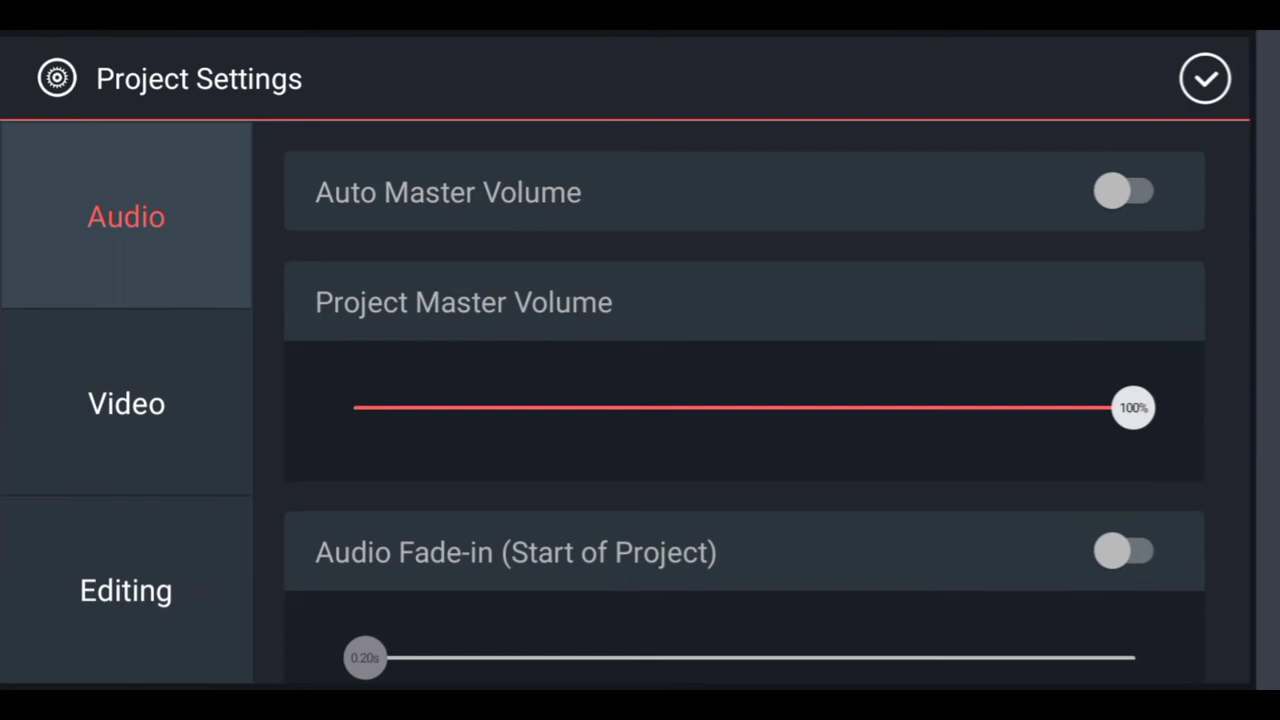 Project Settings
Audio
Auto Master Volume
Project Master Volume
100%
Video
Audio Fade-in (Start of Project)
Editing
0.20s